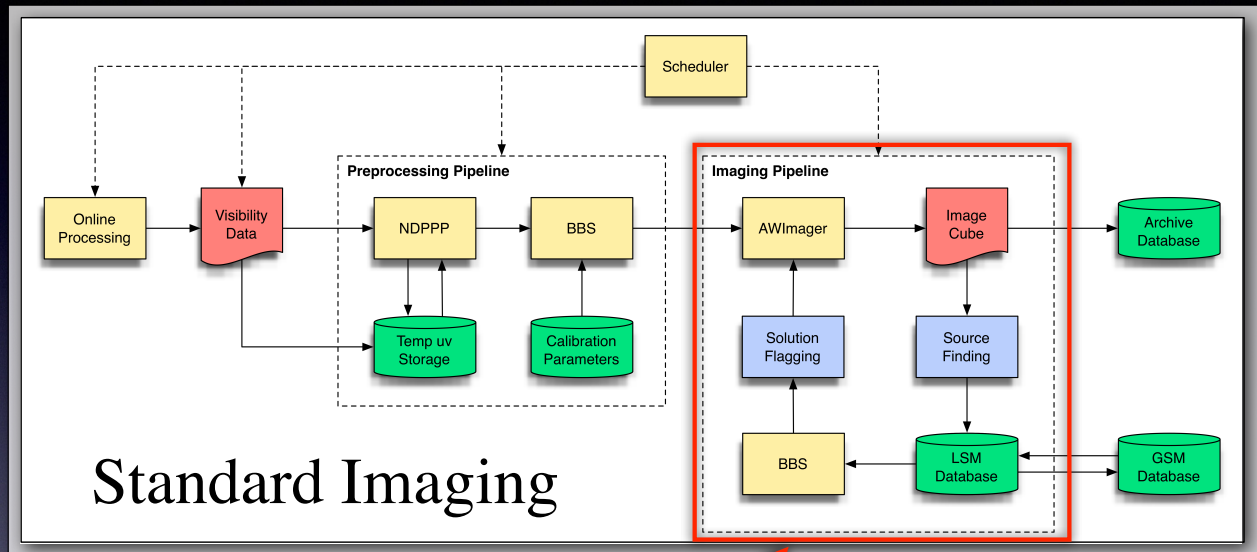 Scheduler
Preprocessing Pipeline
Imaging Pipeline
Online
Processing
Visibility
Data
NDPPP
BBS
AWImager
Image
Cube
Archive
Database
Temp uv
Storage
Calibration
Parameters
Solution
Flagging
Source
Finding
BBS
LSM
Database
GSM
Database
Standard Imaging